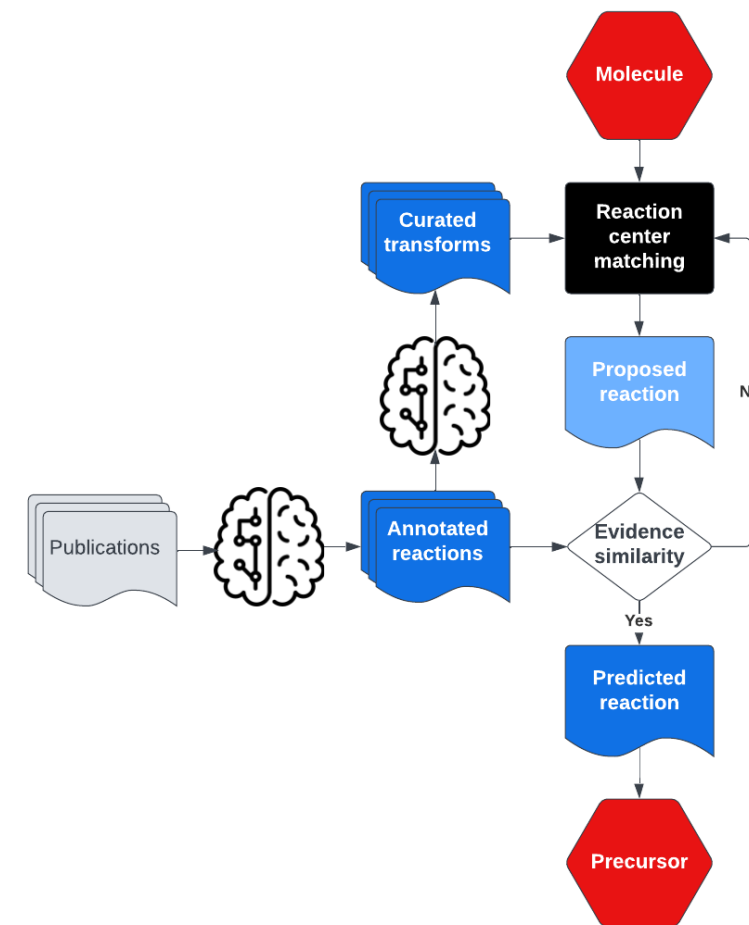 Molecule
Curated
transforms
Reaction
center
matching
Proposed
reaction
N
Publications
Annotated
reactions
Evidence
similarity
Yes
Predicted
reaction
Precursor